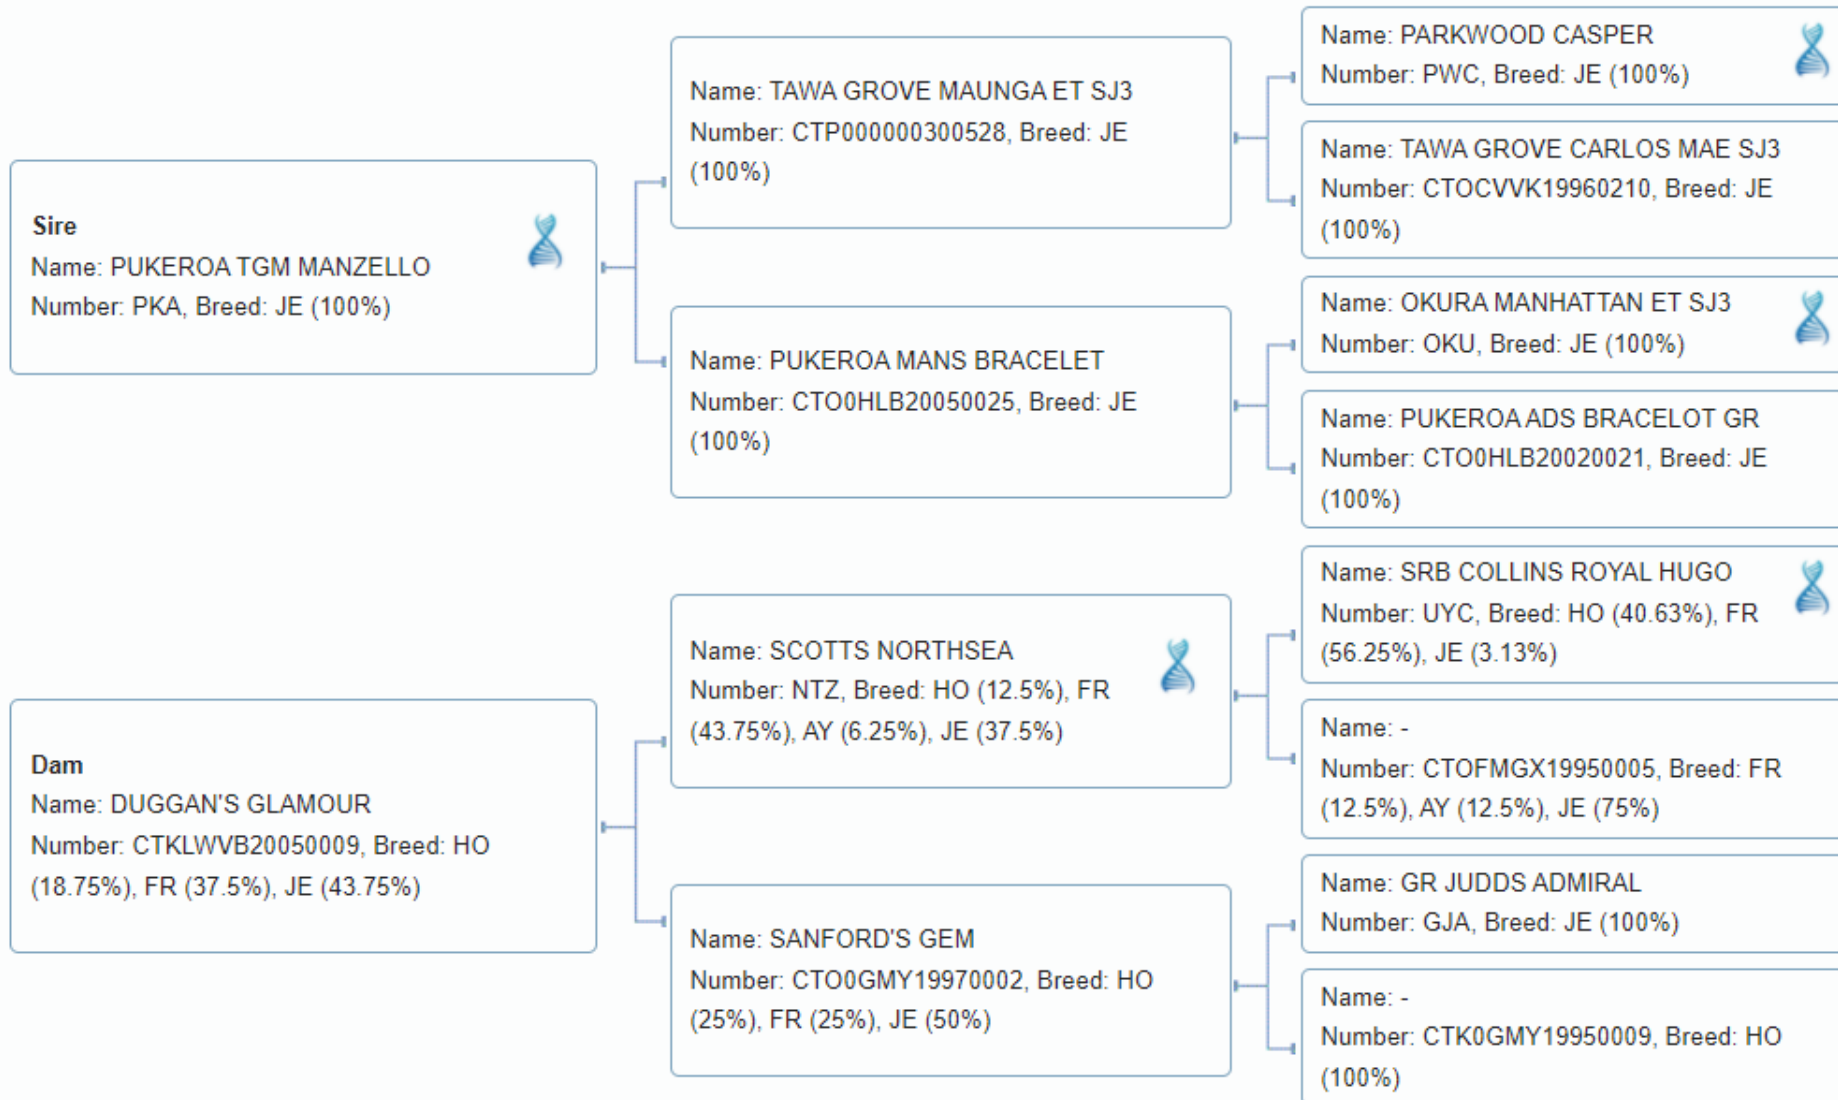 Sire
Name: PUKEROA TGM MANZELLO
Number: PKA, Breed: JE (100%)
Dam
Name: DUGGAN'S GLAMOUR
Number: CTKLWVB20050009, Breed: HO
(18.75%), FR (37.5%), JE (43.75%)
Name: TAWA GROVE MAUNGA ET SJ3
Number: CTP000000300528, Breed: JE
(100%)
Name: PUKEROA MANS BRACELET
Number: CTO0HLB20050025, Breed: JE
(100%)
Name: SCOTTS NORTHSEA
Number: NTZ, Breed: HO (12.5%), FR
(43.75%), AY (6.25%), JE (37.5%)
Name: SANFORD'S GEM
Number: CTO0GMY19970002, Breed: HO
(25%), FR (25%), JE (50%)
Name: PARKWOOD CASPER
Number: PWC, Breed: JE (100%)
Name: TAWA GROVE CARLOS MAE SJ3
Number: CTOCVVK19960210, Breed: JE
(100%)
Name: OKURA MANHATTAN ET SJ3
Number: OKU, Breed: JE (100%)
Name: PUKEROA ADS BRACELOT GR
Number: CTO0HLB20020021, Breed: JE
(100%)
Name: SRB COLLINS ROYAL HUGO
Number: UYC, Breed: HO (40.63%), FR
(56.25%), JE (3.13%)
Name: -
Number: CTOFMGX19950005, Breed: FR
(12.5%), AY (12.5%), JE (75%)
Name: GR JUDDS ADMIRAL
Number: GJA, Breed: JE (100%)
Name: -
Number: CTK0GMY19950009, Breed: HO
(100%)